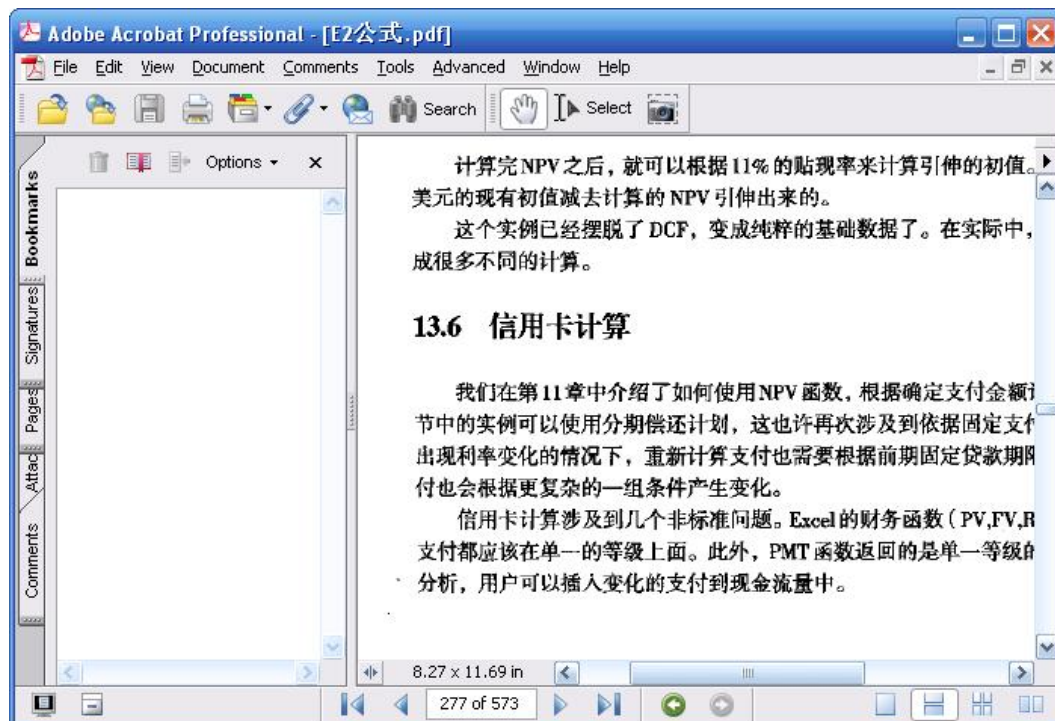 Adobe Acrobat Professional - [E2公式.pdf]
File Edit View Document Comments Tools Advanced Window Help
Search Select
Options
Bookmarks
Signatures
Pages
Attac
Comments
计算完NPV之后，就可以根据11%的贴现率来计算引伸的初值。
美元的现有初值减去计算的NPV引伸出来的。
这个实例已经摆脱了DCF，变成纯粹的基础数据了。在实际中，
成很多不同的计算。
13.6 信用卡计算
我们在第11章中介绍了如何使用NPV函数，根据确定支付金额
节中的实例可以使用分期偿还计划，这也许再次涉及到依据固定支付
出现利率变化的情况下，重新计算支付也需要根据前期固定贷款期限
付也会根据更复杂的一组条件产生变化。
信用卡计算涉及到几个非标准问题。Excel的财务函数（PV,FV,R
支付都应该在单一的等级上面。此外，PMT函数返回的是单一等级的
分析，用户可以插入变化的支付到现金流量中。
8.27 x 11.69 in
277 of 573